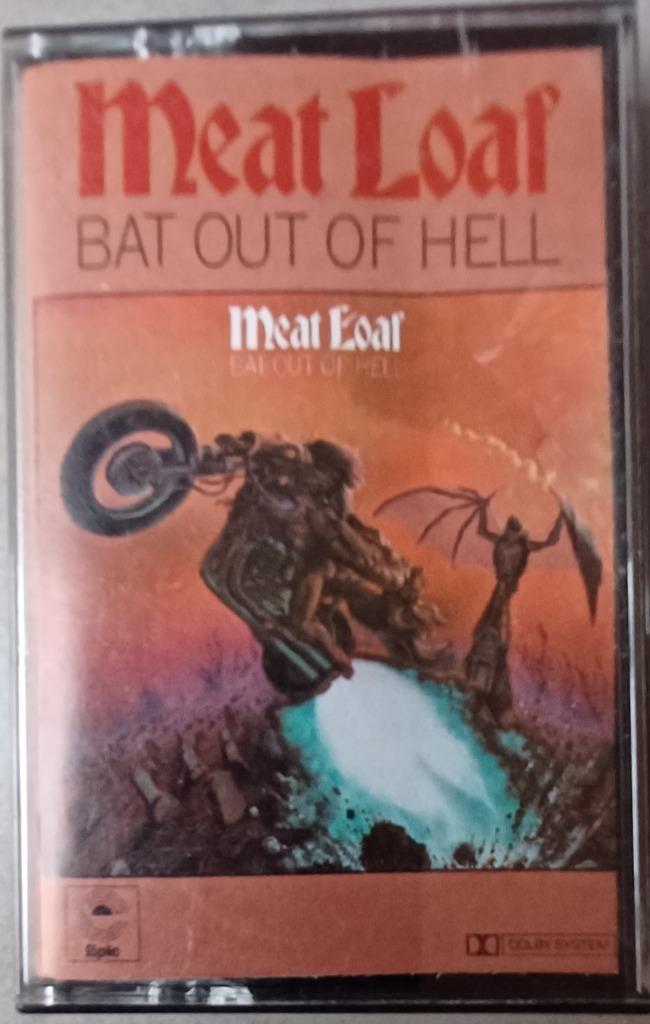 Meat Loaf
BAT OUT OF HELL
Meat Loaf
BAT OUT OF HELL
Epic
DOLBY SYSTEM